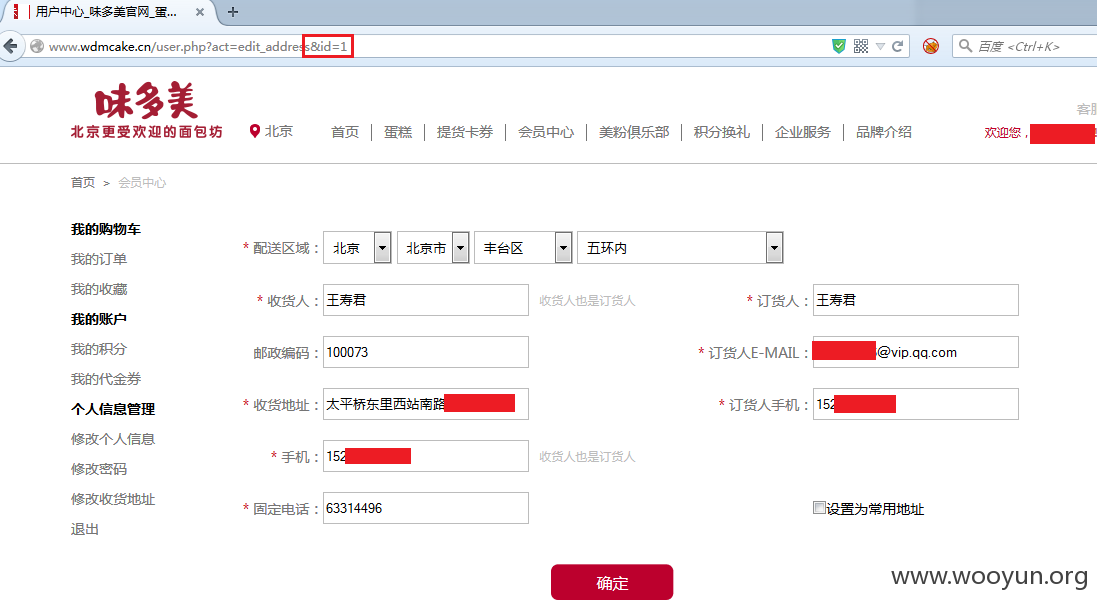 用户中心_味多美官网_蛋...
www.wdmcake.cn/user.php?act=edit_address&id=1
百度 <Ctrl+K>
味多美
北京更受欢迎的面包坊
北京 首页 蛋糕 提货卡券 会员中心 美粉俱乐部 积分换礼 企业服务 品牌介绍
客服
欢迎您，
首页 > 会员中心
我的购物车
我的订单
我的收藏
我的账户
我的积分
我的代金券
个人信息管理
修改个人信息
修改密码
修改收货地址
退出
* 配送区域： 北京 北京市 丰台区 五环内
* 收货人： 王寿君 收货人也是订货人 * 订货人： 王寿君
邮政编码： 100073 * 订货人E-MAIL： @vip.qq.com
* 收货地址： 太平桥东里西站南路 * 订货人手机： 152
* 手机： 152 收货人也是订货人
* 固定电话： 63314496 设置为常用地址
确定
www.wooyun.org